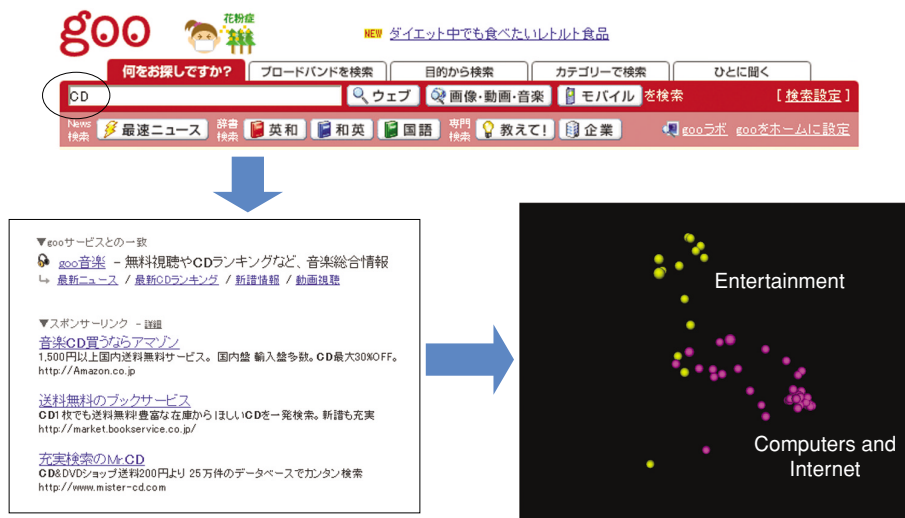 goo
花粉症
NEW ダイエット中でも食べたいレトルト食品
何をお探しですか? ブロードバンドを検索 目的から検索 カテゴリーで検索 ひとに聞く
CD ウェブ 画像・動画・音楽 モバイル を検索 [検索設定]
News検索 最速ニュース 辞書検索 英和 和英 国語 専門検索 教えて! 企業 gooラボ gooをホームに設定
▼gooサービスとの一致
goo音楽 - 無料視聴やCDランキングなど、音楽総合情報
最新ニュース / 最新CDランキング / 新譜情報 / 動画視聴
▼スポンサーリンク - 詳細
音楽CD買うならアマゾン
1,500円以上国内送料無料サービス。国内盤 輸入盤多数。CD最大30%OFF。
http://Amazon.co.jp
送料無料のブックサービス
CD1枚でも送料無料!豊富な在庫からほしいCDを一発検索。新譜も充実
http://market.bookservice.co.jp/
充実検索のMr.CD
CD&DVDショップ送料200円より 25万件のデータベースでカンタン検索
http://www.mister-cd.com
Entertainment
Computers and
Internet